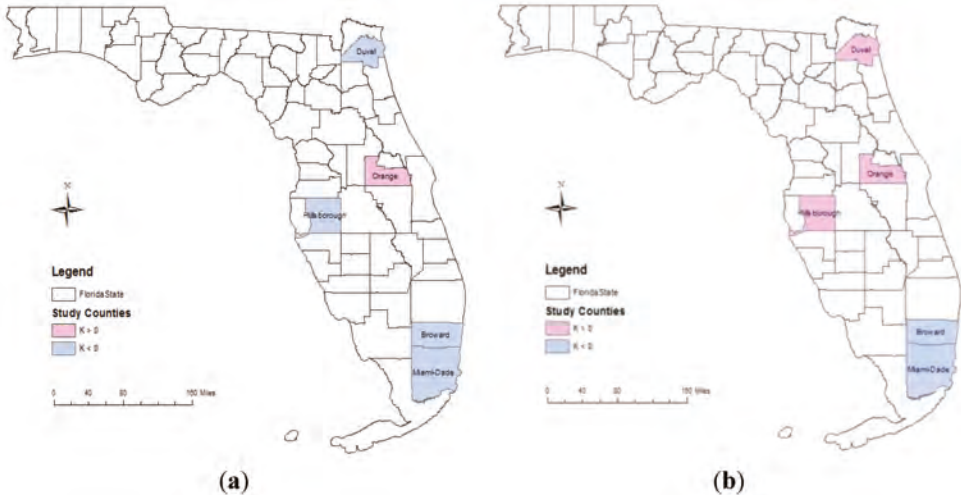 Duval
Orange
Hillsborough
Legend
Florida State
Study Counties
K > 0
K < 0
Broward
Miami-Dade
0 40 80 160 Miles
(a)
Duval
Orange
Hillsborough
Legend
Florida State
Study Counties
K > 0
K < 0
Broward
Miami-Dade
0 40 80 160 Miles
(b)